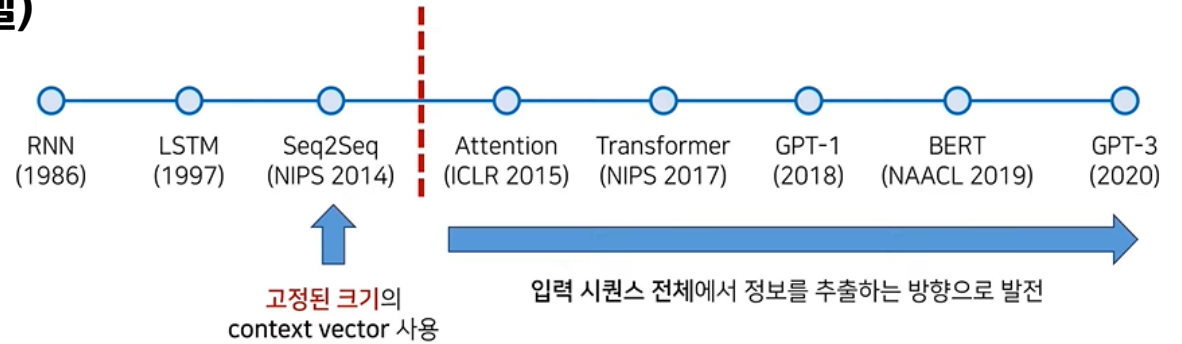 RNN
(1986)
LSTM
(1997)
Seq2Seq
(NIPS 2014)
Attention
(ICLR 2015)
Transformer
(NIPS 2017)
GPT-1
(2018)
BERT
(NAACL 2019)
GPT-3
(2020)
고정된 크기의
context vector 사용
입력 시퀀스 전체에서 정보를 추출하는 방향으로 발전